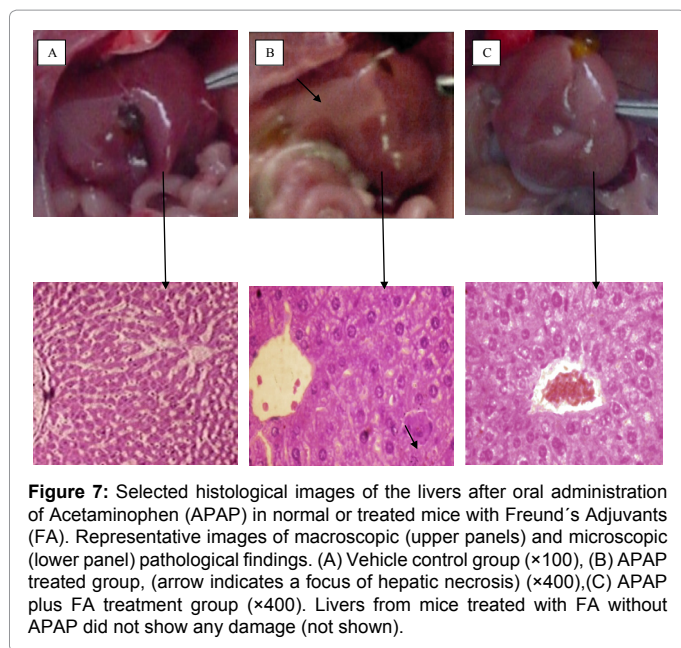 A
B
C
Figure 7: Selected histological images of the livers after oral administration
of Acetaminophen (APAP) in normal or treated mice with Freund´s Adjuvants
(FA). Representative images of macroscopic (upper panels) and microscopic
(lower panel) pathological findings. (A) Vehicle control group (×100), (B) APAP
treated group, (arrow indicates a focus of hepatic necrosis) (×400),(C) APAP
plus FA treatment group (×400). Livers from mice treated with FA without
APAP did not show any damage (not shown).